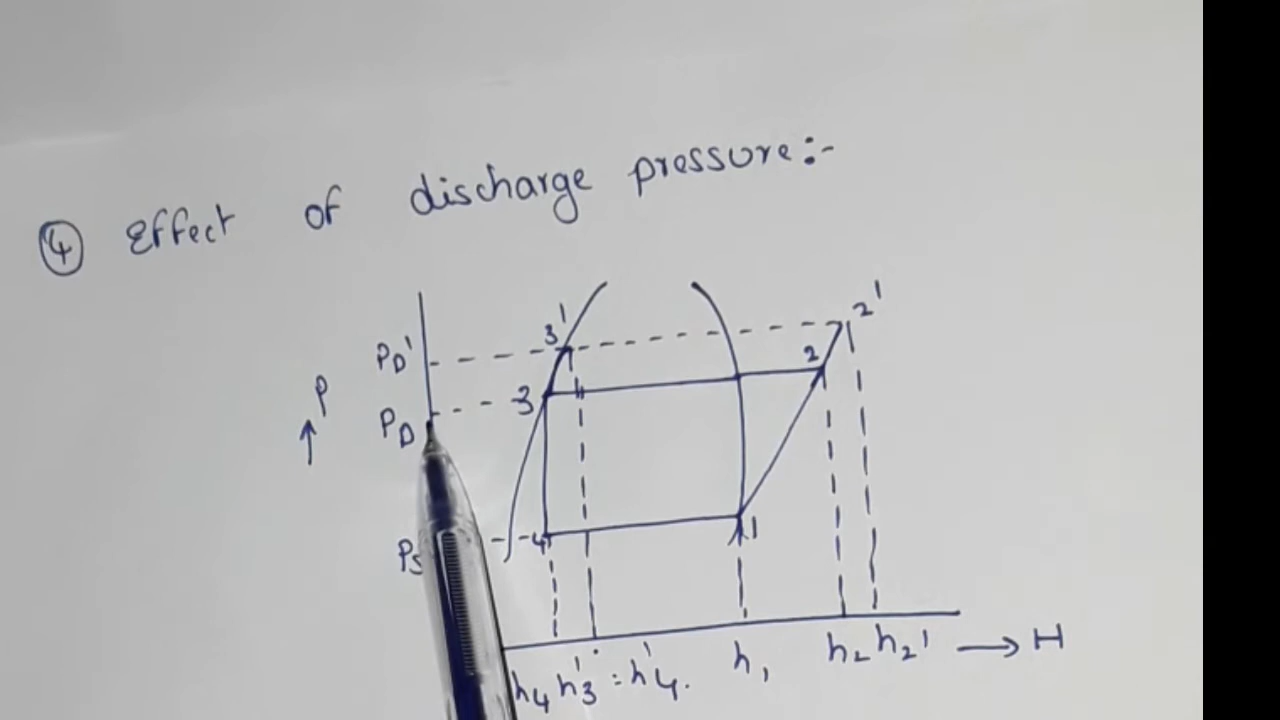 ④ Effect of discharge pressure:-
3' 2'
PD' 2
P 3
PD
Ps 4 1
h4 h3' = h4'. h1 h2 h2' → H